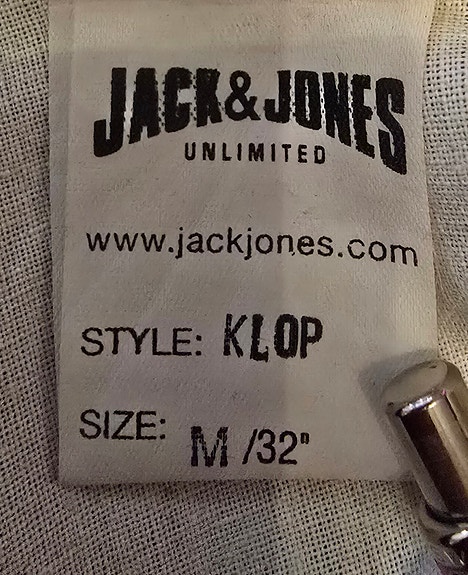 JACK&JONES
UNLIMITED
www.jackjones.com
STYLE: KLOP
SIZE: M /32"